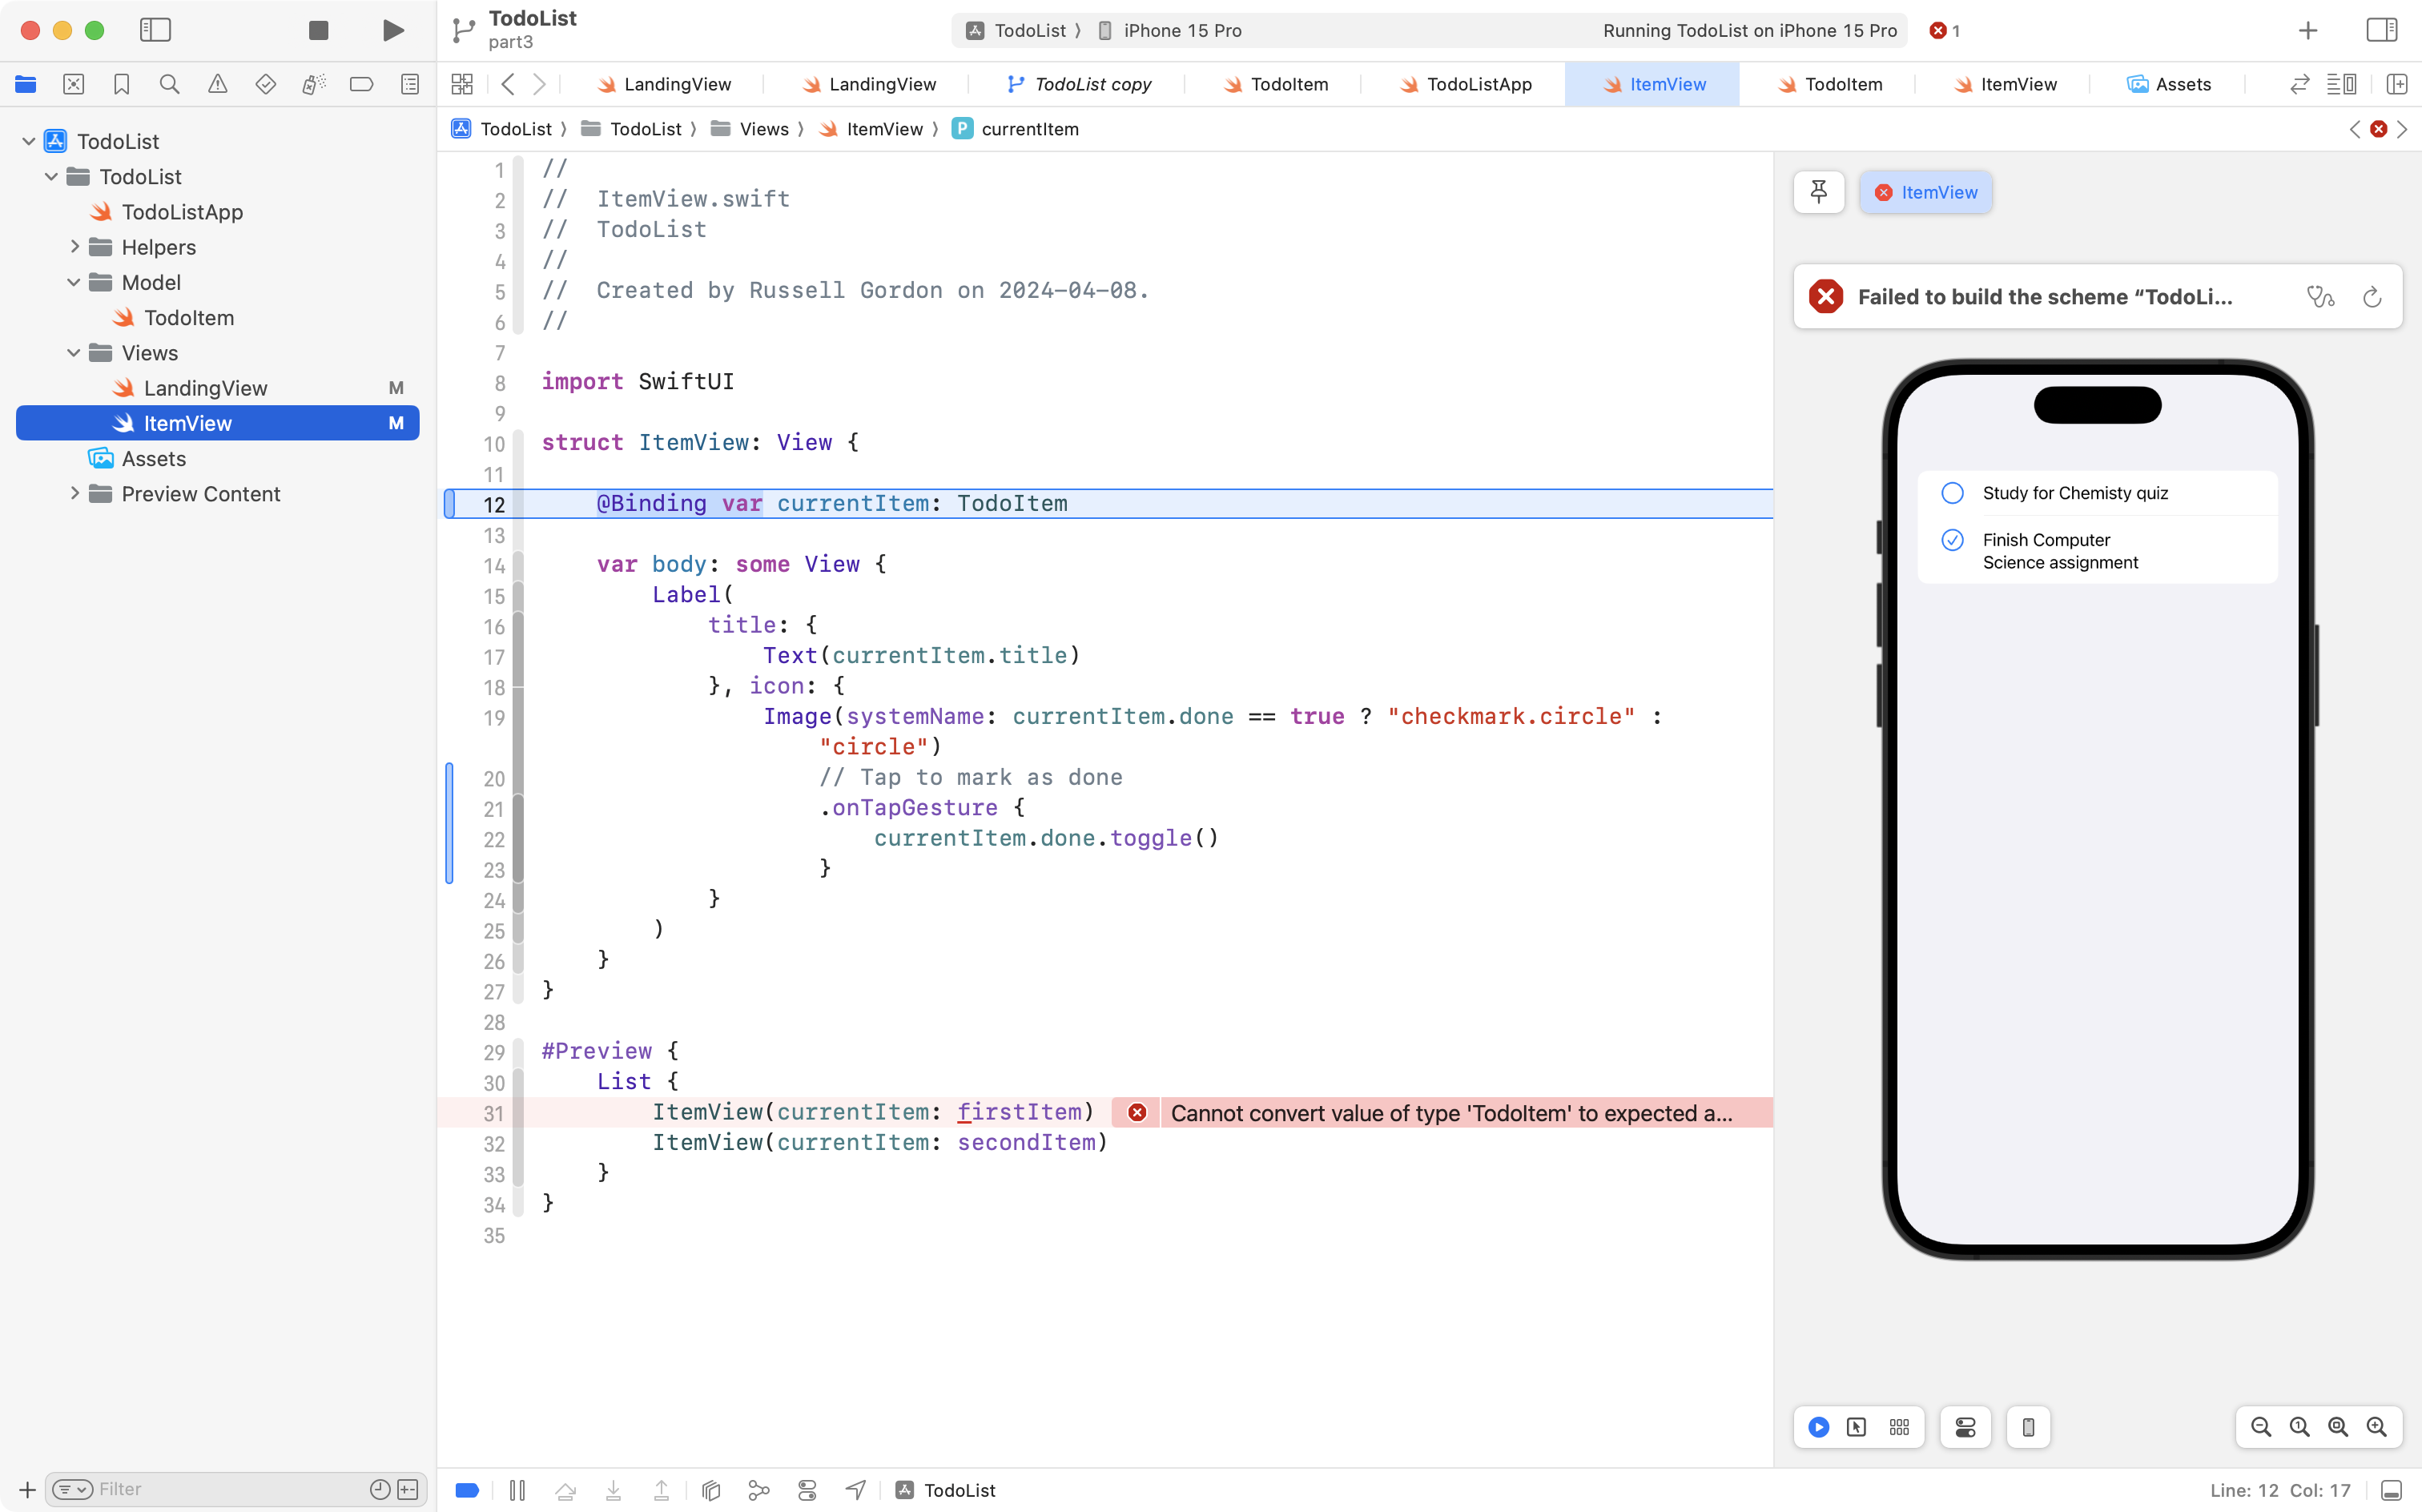 TodoList
part3
TodoList
iPhone 15 Pro
Running TodoList on iPhone 15 Pro
1
LandingView
LandingView
TodoList copy
TodoItem
TodoListApp
ItemView
TodoItem
ItemView
Assets
TodoList
TodoList
Views
ItemView
P
currentItem
TodoList
TodoList
TodoListApp
Helpers
Model
TodoItem
Views
LandingView M
ItemView M
Assets
Preview Content
1 //
2 //  ItemView.swift
3 //  TodoList
4 //
5 //  Created by Russell Gordon on 2024-04-08.
6 //
7
8 import SwiftUI
9
10 struct ItemView: View {
11
12     @Binding var currentItem: TodoItem
13
14     var body: some View {
15         Label(
16             title: {
17                 Text(currentItem.title)
18             }, icon: {
19                 Image(systemName: currentItem.done == true ? "checkmark.circle" :
"circle")
20                     // Tap to mark as done
21                     .onTapGesture {
22                         currentItem.done.toggle()
23                     }
24             }
25         )
26     }
27 }
28
29 #Preview {
30     List {
31         ItemView(currentItem: firstItem) Cannot convert value of type 'TodoItem' to expected a...
32         ItemView(currentItem: secondItem)
33     }
34 }
35
ItemView
Failed to build the scheme “TodoLi...
Study for Chemisty quiz
Finish Computer
Science assignment
Filter
TodoList
Line: 12 Col: 17